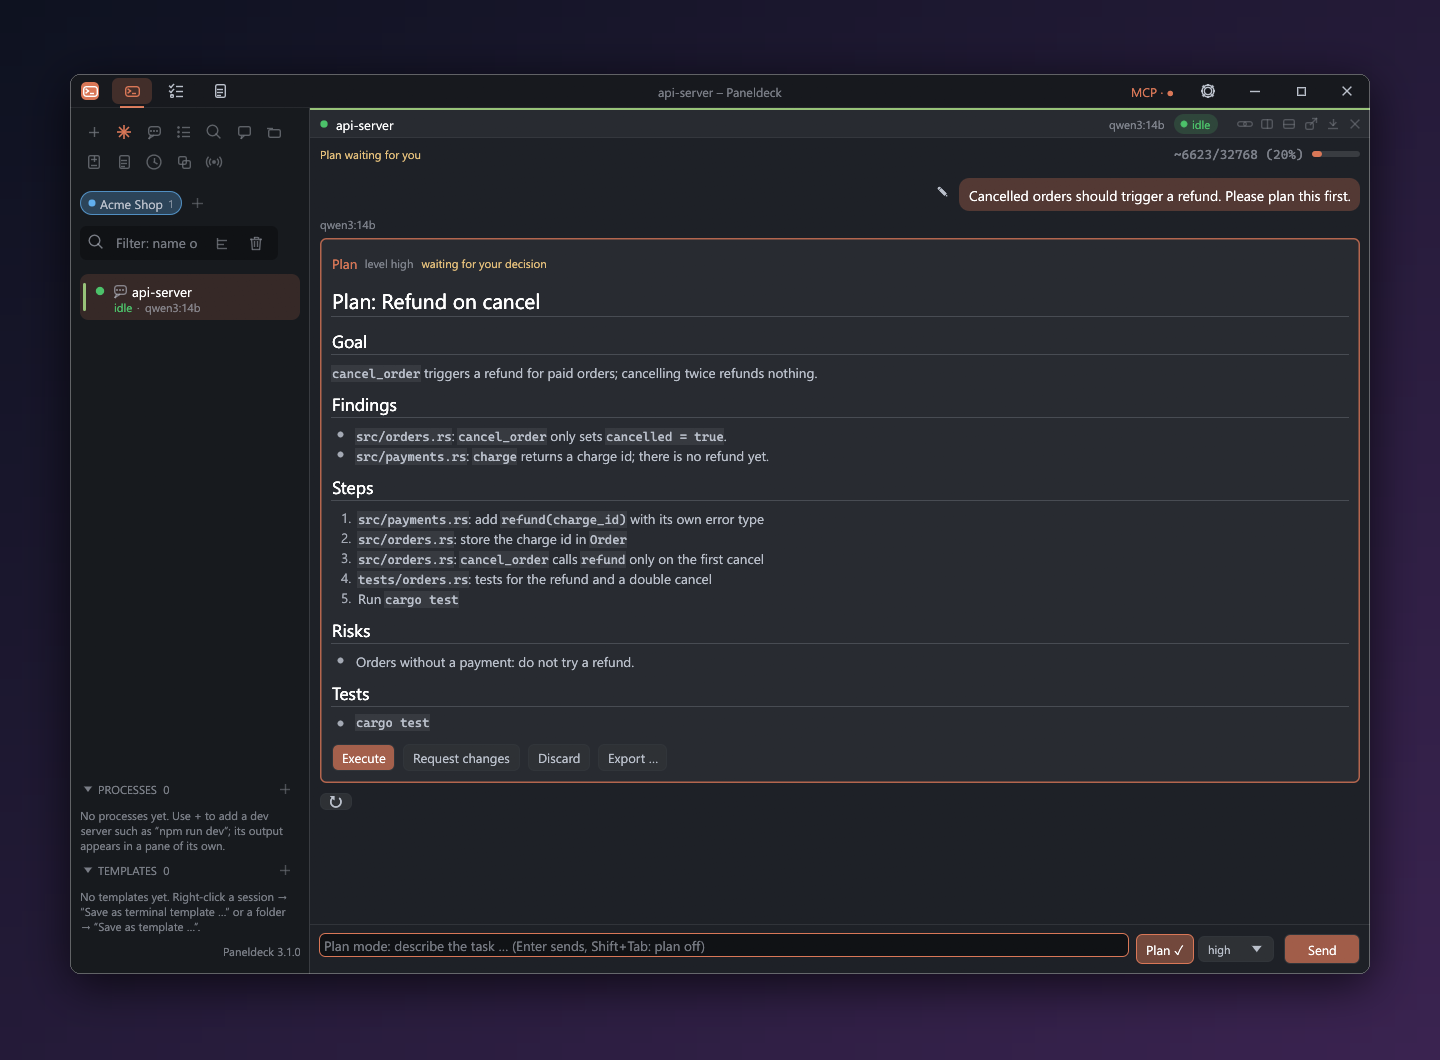 api-server – Paneldeck
MCP ·
api-server
qwen3:14b
idle
Plan waiting for you
~6623/32768 (20%)
Acme Shop 1
Filter: name o
api-server
idle · qwen3:14b
Cancelled orders should trigger a refund. Please plan this first.
qwen3:14b
Plan level high waiting for your decision
Plan: Refund on cancel
Goal
cancel_order triggers a refund for paid orders; cancelling twice refunds nothing.
Findings
• src/orders.rs: cancel_order only sets cancelled = true.
• src/payments.rs: charge returns a charge id; there is no refund yet.
Steps
1. src/payments.rs: add refund(charge_id) with its own error type
2. src/orders.rs: store the charge id in Order
3. src/orders.rs: cancel_order calls refund only on the first cancel
4. tests/orders.rs: tests for the refund and a double cancel
5. Run cargo test
Risks
• Orders without a payment: do not try a refund.
Tests
• cargo test
Execute
Request changes
Discard
Export ...
PROCESSES 0
No processes yet. Use + to add a dev
server such as “npm run dev”; its output
appears in a pane of its own.
TEMPLATES 0
No templates yet. Right-click a session →
“Save as terminal template ...” or a folder
→ “Save as template ...”.
Paneldeck 3.1.0
Plan mode: describe the task ... (Enter sends, Shift+Tab: plan off)
Plan ✓
high
Send